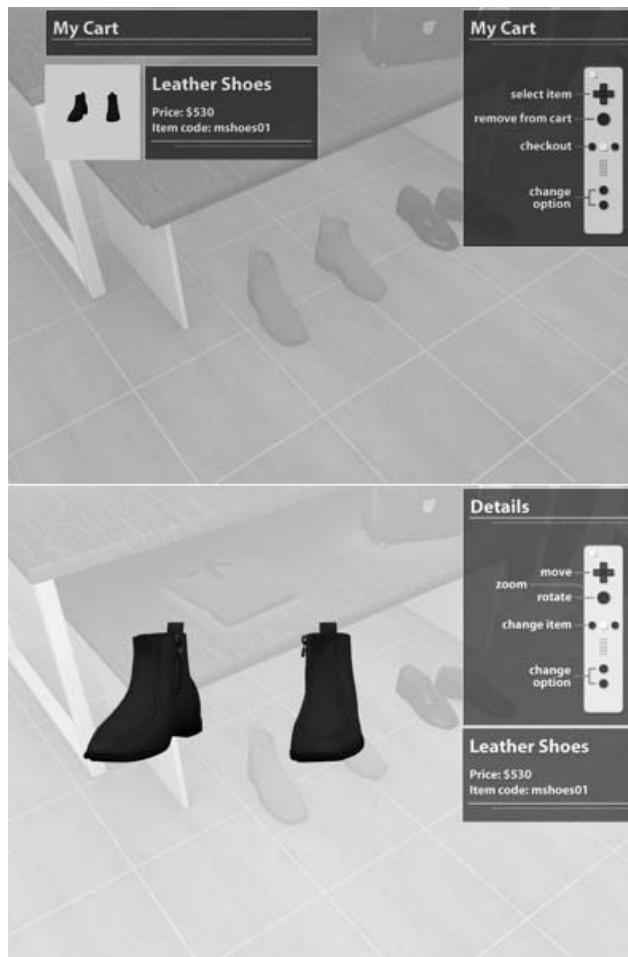 My Cart
Leather Shoes
Price: $530
Item code: mshoes01
My Cart
select item
remove from cart
checkout
change
option
Details
move
zoom
rotate
change item
change
option
Leather Shoes
Price: $530
Item code: mshoes01